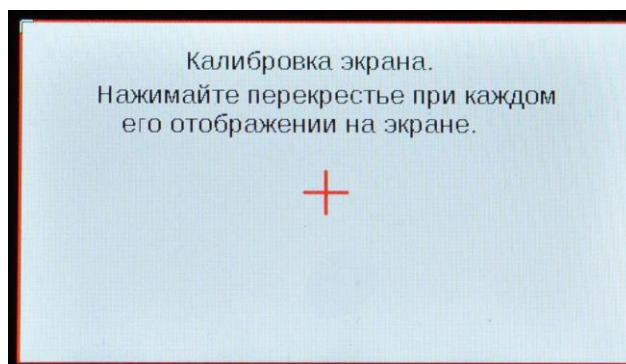 Калибровка экрана.
Нажимайте перекрестье при каждом
его отображении на экране.